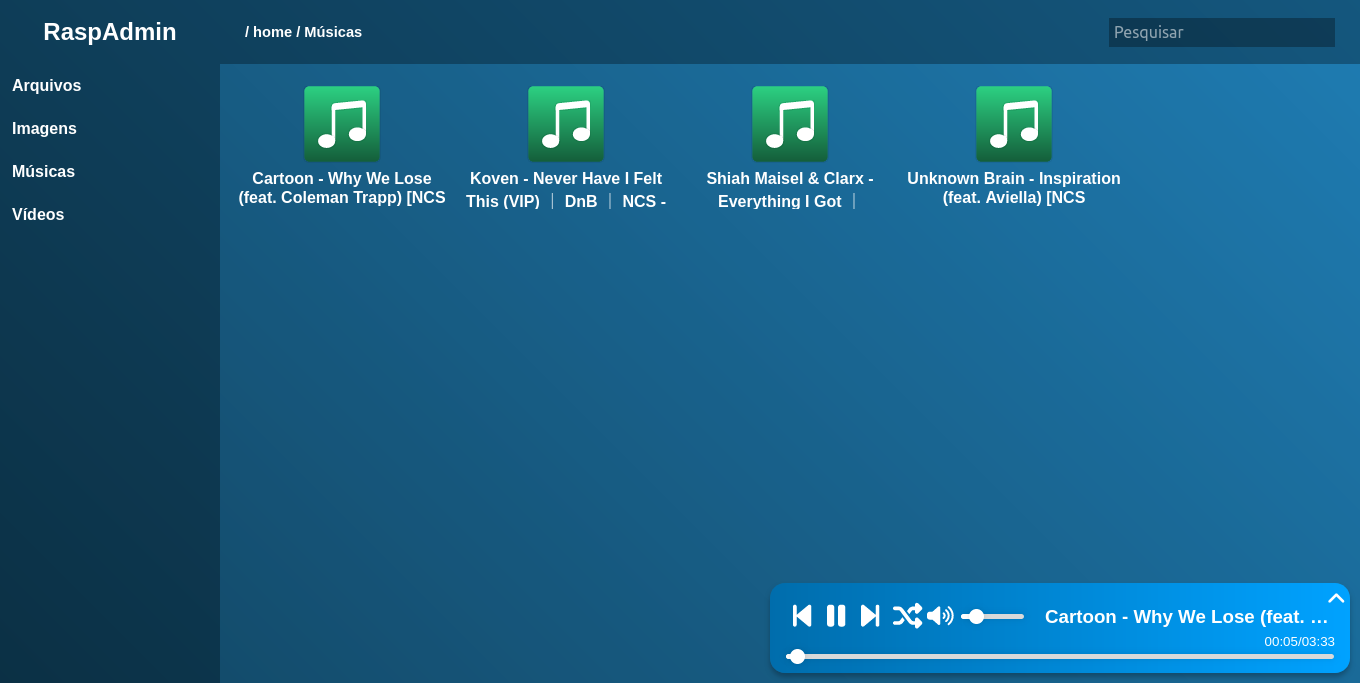 RaspAdmin
/ home / Músicas
Pesquisar
Arquivos
Imagens
Músicas
Vídeos
Cartoon - Why We Lose
(feat. Coleman Trapp) [NCS
Koven - Never Have I Felt
This (VIP) ｜ DnB ｜ NCS -
Shiah Maisel & Clarx -
Everything I Got ｜
Unknown Brain - Inspiration
(feat. Aviella) [NCS
Cartoon - Why We Lose (feat. ...
00:05/03:33